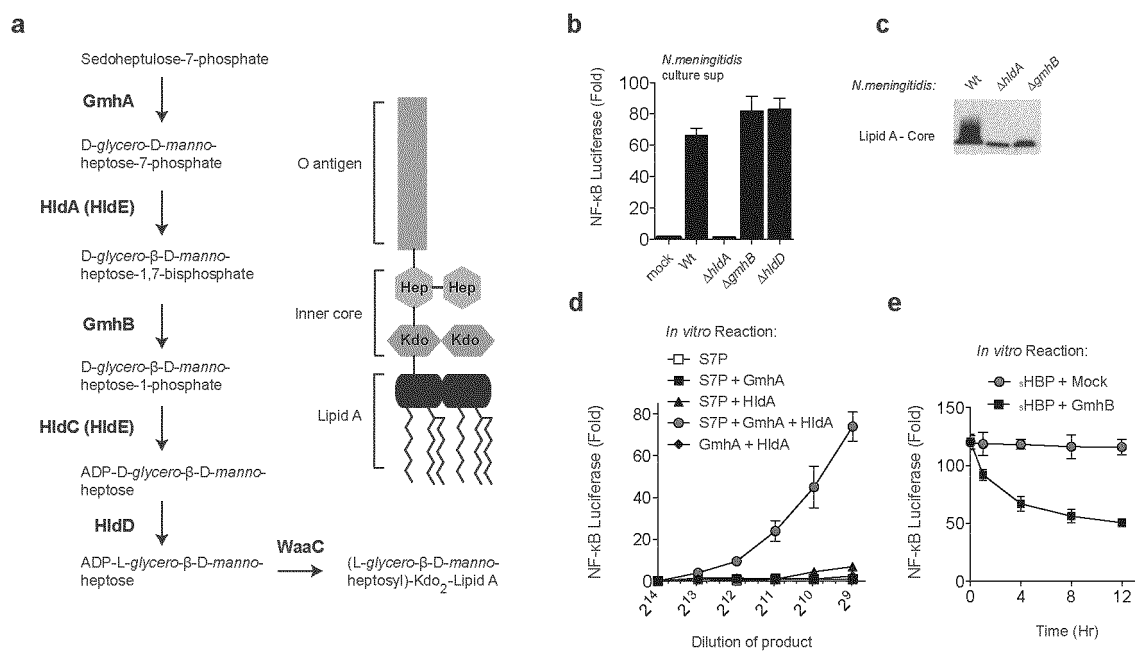 a
Sedoheptulose-7-phosphate
GmhA
D-glycero-D-manno-
heptose-7-phosphate
HldA (HldE)
D-glycero-β-D-manno-
heptose-1,7-bisphosphate
GmhB
D-glycero-β-D-manno-
heptose-1-phosphate
HldC (HldE)
ADP-D-glycero-β-D-manno-
heptose
HldD
ADP-L-glycero-β-D-manno-
heptose
WaaC
(L-glycero-β-D-manno-
heptosyl)-Kdo2-Lipid A
O antigen
Inner core
Lipid A
Hep
Hep
Kdo
Kdo
b
N.meningitidis
culture sup
NF-κB Luciferase (Fold)
100
80
60
40
20
0
mock
Wt
ΔhldA
ΔgmhB
ΔhldD
c
N.meningitidis:
Wt
ΔhldA
ΔgmhB
Lipid A - Core
d
In vitro Reaction:
S7P
S7P + GmhA
S7P + HldA
S7P + GmhA + HldA
GmhA + HldA
NF-κB Luciferase (Fold)
80
60
40
20
0
2^14
2^13
2^12
2^11
2^10
2^9
Dilution of product
e
In vitro Reaction:
sHBP + Mock
sHBP + GmhB
NF-κB Luciferase (Fold)
150
100
50
0
0
4
8
12
Time (Hr)